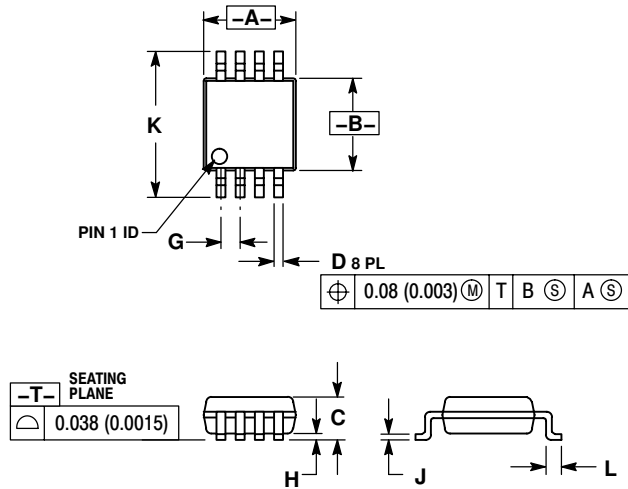 –A–
K
–B–
PIN 1 ID
G
D 8 PL
⌖ 0.08 (0.003) Ⓜ T B Ⓢ A Ⓢ
–T– SEATING PLANE
⌓ 0.038 (0.0015)
C
H
J
L